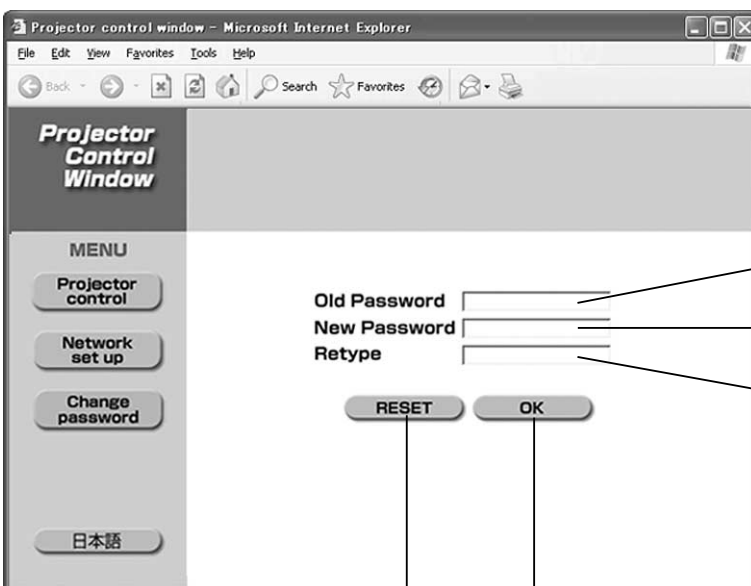 Projector control window - Microsoft Internet Explorer
File Edit View Favorites Tools Help
Back Search Favorites
Projector
Control
Window
MENU
Projector
control
Network
set up
Change
password
日本語
Old Password
New Password
Retype
RESET OK